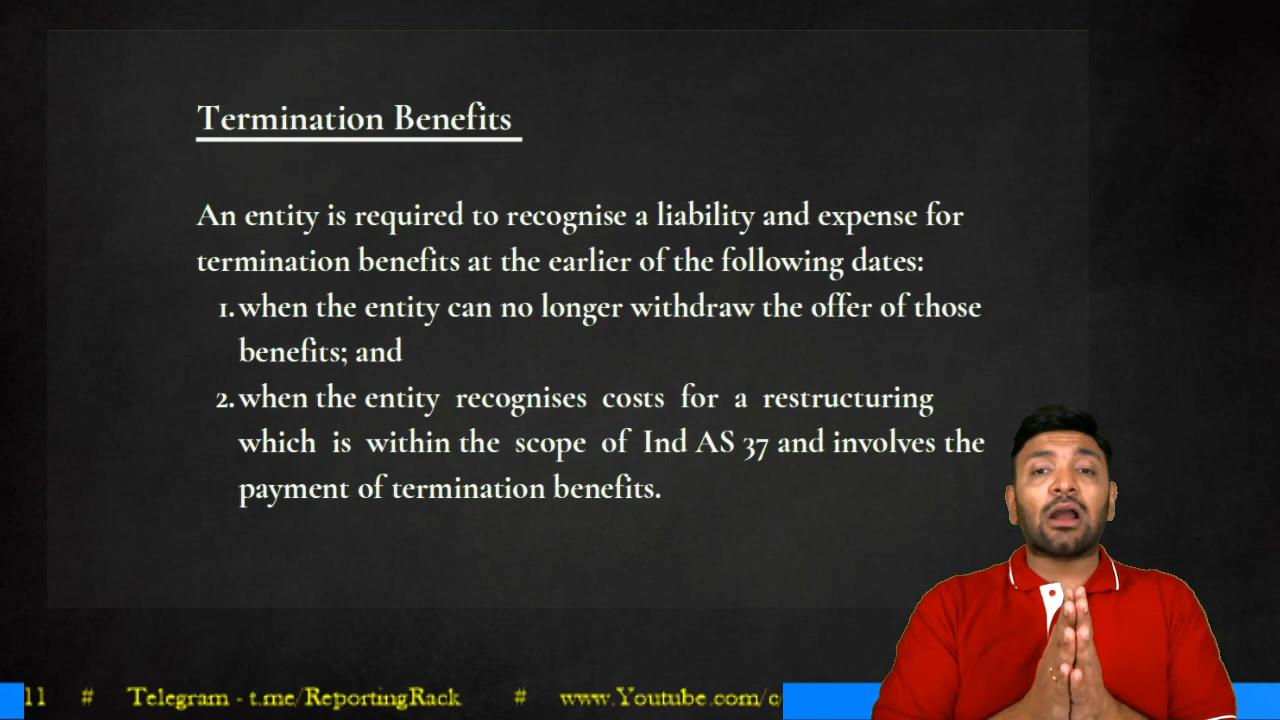 Termination Benefits
An entity is required to recognise a liability and expense for
termination benefits at the earlier of the following dates:
1. when the entity can no longer withdraw the offer of those
benefits; and
2. when the entity recognises costs for a restructuring
which is within the scope of Ind AS 37 and involves the
payment of termination benefits.
11 # Telegram - t.me/ReportingRack # www.Youtube.com/c